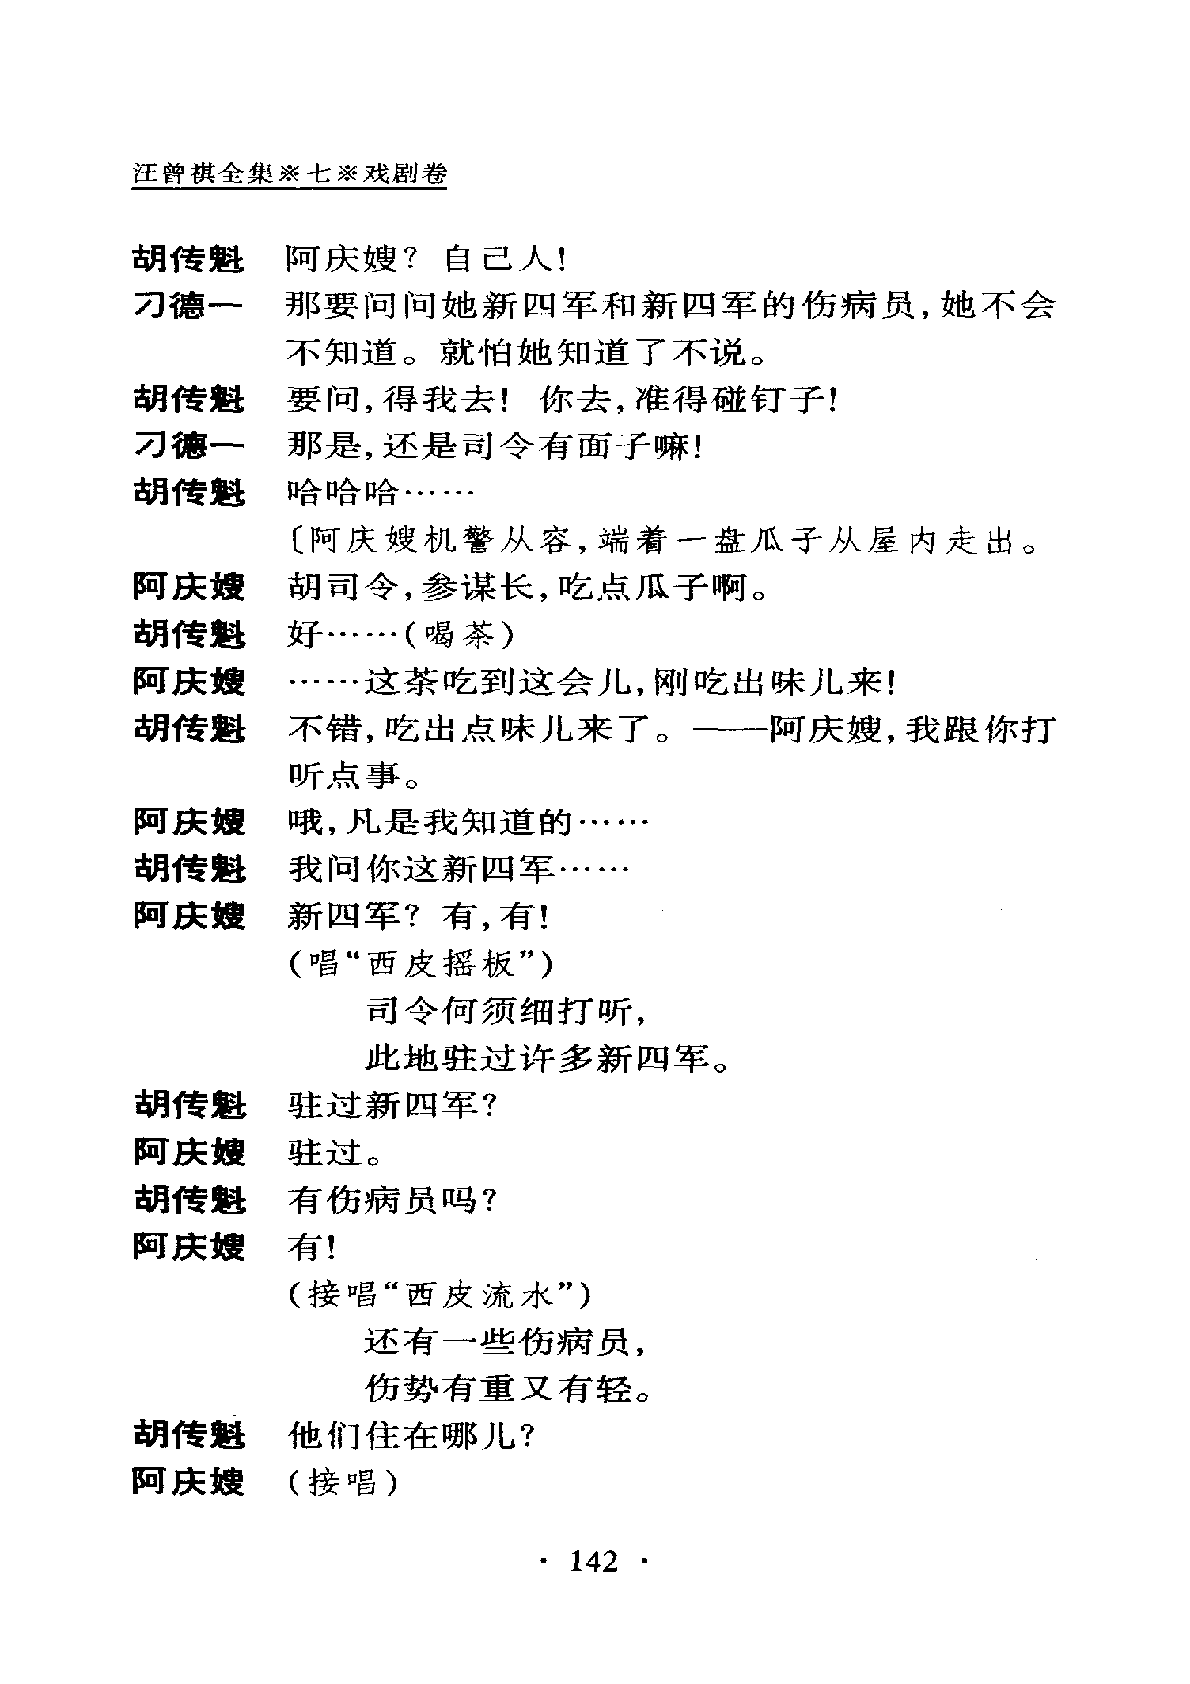 汪曾祺全集※七※戏剧卷
胡传魁 阿庆嫂? 自己人!
刁德一 那要问问她新四军和新四军的伤病员,她不会
不知道。就怕她知道了不说。
胡传魁 要问,得我去! 你去,准得碰钉子!
刁德一 那是,还是司令有面子嘛!
胡传魁 哈哈哈……
〔阿庆嫂机警从容,端着一盘瓜子从屋内走出。
阿庆嫂 胡司令,参谋长,吃点瓜子啊。
胡传魁 好……(喝茶)
阿庆嫂 ……这茶吃到这会儿,刚吃出味儿来!
胡传魁 不错,吃出点味儿来了。——阿庆嫂,我跟你打
听点事。
阿庆嫂 哦,凡是我知道的……
胡传魁 我问你这新四军……
阿庆嫂 新四军? 有,有!
(唱“西皮摇板”)
司令何须细打听,
此地驻过许多新四军。
胡传魁 驻过新四军?
阿庆嫂 驻过。
胡传魁 有伤病员吗?
阿庆嫂 有!
(接唱“西皮流水”)
还有一些伤病员,
伤势有重又有轻。
胡传魁 他们住在哪儿?
阿庆嫂 (接唱)
· 142 ·